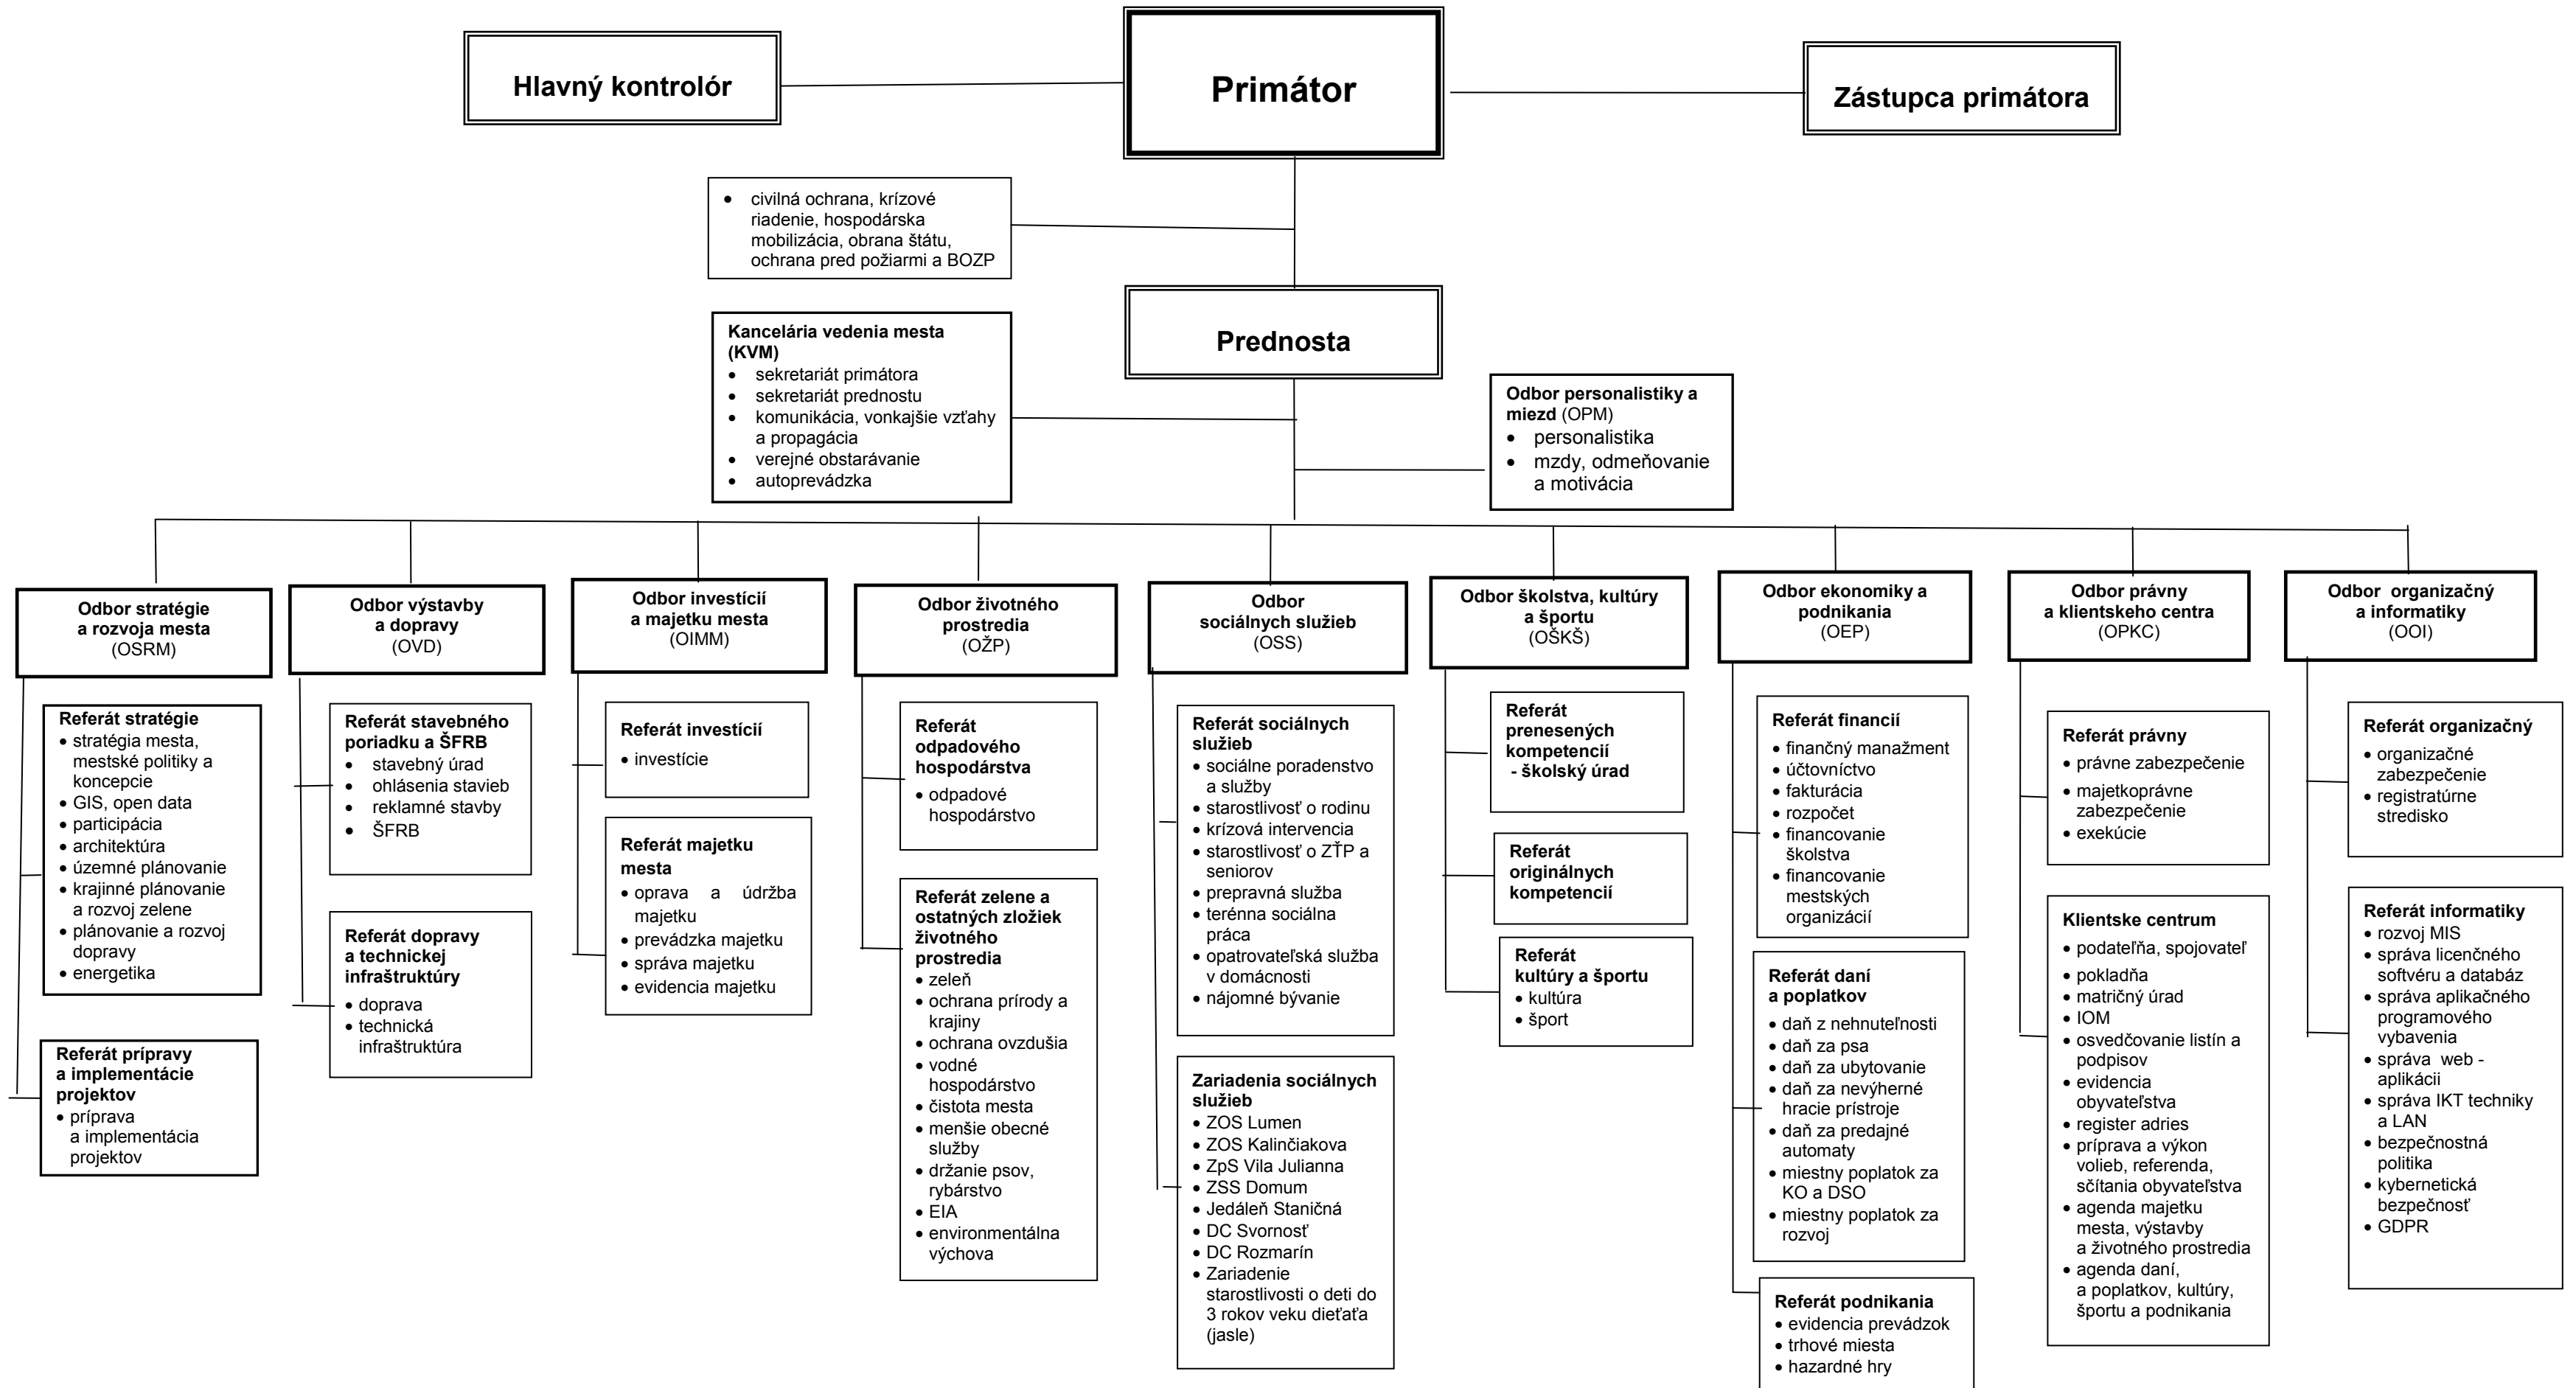 Hlavný kontrolór
Primátor
Zástupca primátora
• civilná ochrana, krízové
riadenie, hospodárska
mobilizácia, obrana štátu,
ochrana pred požiarmi a BOZP
Prednosta
Kancelária vedenia mesta
(KVM)
• sekretariát primátora
• sekretariát prednostu
• komunikácia, vonkajšie vzťahy
a propagácia
• verejné obstarávanie
• autoprevádzka
Odbor personalistiky a
miezd (OPM)
• personalistika
• mzdy, odmeňovanie
a motivácia
Odbor stratégie
a rozvoja mesta
(OSRM)
Referát stratégie
• stratégia mesta,
mestské politiky a
koncepcie
• GIS, open data
• participácia
• architektúra
• územné plánovanie
• krajinné plánovanie
a rozvoj zelene
• plánovanie a rozvoj
dopravy
• energetika
Referát prípravy
a implementácie
projektov
• príprava
a implementácia
projektov
Odbor výstavby
a dopravy
(OVD)
Referát stavebného
poriadku a ŠFRB
• stavebný úrad
• ohlásenia stavieb
• reklamné stavby
• ŠFRB
Referát dopravy
a technickej
infraštruktúry
• doprava
• technická
infraštruktúra
Odbor investícií
a majetku mesta
(OIMM)
Referát investícií
• investície
Referát majetku
mesta
• oprava a údržba
majetku
• prevádzka majetku
• správa majetku
• evidencia majetku
Odbor životného
prostredia
(OŽP)
Referát
odpadového
hospodárstva
• odpadové
hospodárstvo
Referát zelene a
ostatných zložiek
životného
prostredia
• zeleň
• ochrana prírody a
krajiny
• ochrana ovzdušia
• vodné
hospodárstvo
• čistota mesta
• menšie obecné
služby
• držanie psov,
rybárstvo
• EIA
• environmentálna
výchova
Odbor
sociálnych služieb
(OSS)
Referát sociálnych
služieb
• sociálne poradenstvo
a služby
• starostlivosť o rodinu
• krízová intervencia
• starostlivosť o ZŤP a
seniorov
• prepravná služba
• terénna sociálna
práca
• opatrovateľská služba
v domácnosti
• nájomné bývanie
Zariadenia sociálnych
služieb
• ZOS Lumen
• ZOS Kalinčiakova
• ZpS Vila Julianna
• ZSS Domum
• Jedáleň Staničná
• DC Svornosť
• DC Rozmarín
• Zariadenie
starostlivosti o deti do
3 rokov veku dieťaťa
(jasle)
Odbor školstva, kultúry
a športu
(OŠKŠ)
Referát
prenesených
kompetencií
- školský úrad
Referát
originálnych
kompetencií
Referát
kultúry a športu
• kultúra
• šport
Odbor ekonomiky a
podnikania
(OEP)
Referát financií
• finančný manažment
• účtovníctvo
• fakturácia
• rozpočet
• financovanie
školstva
• financovanie
mestských
organizácií
Referát daní
a poplatkov
• daň z nehnuteľnosti
• daň za psa
• daň za ubytovanie
• daň za nevýherné
hracie prístroje
• daň za predajné
automaty
• miestny poplatok za
KO a DSO
• miestny poplatok za
rozvoj
Referát podnikania
• evidencia prevádzok
• trhové miesta
• hazardné hry
Odbor právny
a klientskeho centra
(OPKC)
Referát právny
• právne zabezpečenie
• majetkoprávne
zabezpečenie
• exekúcie
Klientske centrum
• podateľňa, spojovateľ
• pokladňa
• matričný úrad
• IOM
• osvedčovanie listín a
podpisov
• evidencia
obyvateľstva
• register adries
• príprava a výkon
volieb, referenda,
sčítania obyvateľstva
• agenda majetku
mesta, výstavby
a životného prostredia
• agenda daní,
a poplatkov, kultúry,
športu a podnikania
Odbor organizačný
a informatiky
(OOI)
Referát organizačný
• organizačné
zabezpečenie
• registratúrne
stredisko
Referát informatiky
• rozvoj MIS
• správa licenčného
softvéru a databáz
• správa aplikačného
programového
vybavenia
• správa web -
aplikácii
• správa IKT techniky
a LAN
• bezpečnostná
politika
• kybernetická
bezpečnosť
• GDPR